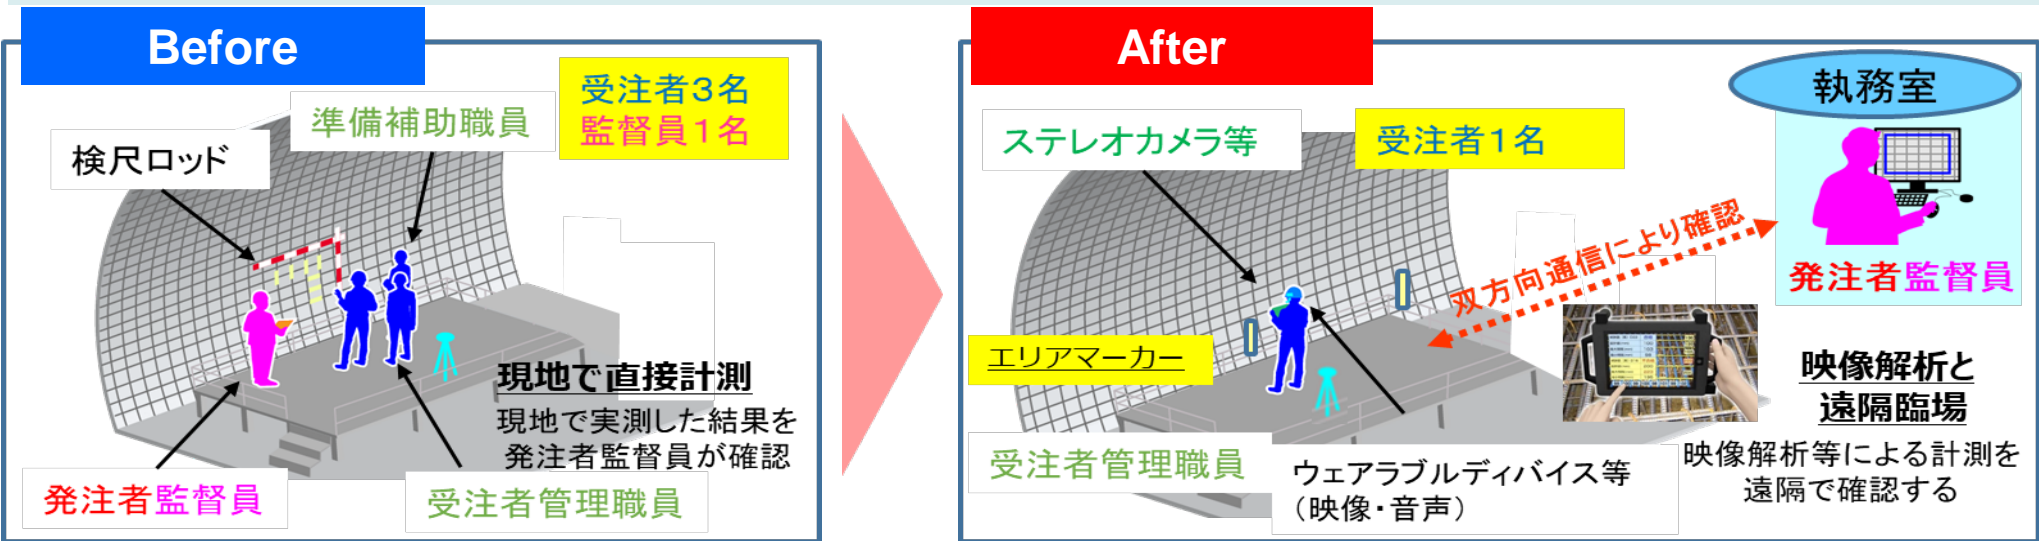 Before
受注者３名
監督員１名
準備補助職員
検尺ロッド
現地で直接計測
現地で実測した結果を
発注者監督員が確認
発注者監督員
受注者管理職員
After
執務室
ステレオカメラ等
受注者１名
双方向通信により確認
発注者監督員
エリアマーカー
映像解析と
遠隔臨場
受注者管理職員
ウェアラブルディバイス等
（映像・音声）
映像解析等による計測を
遠隔で確認する